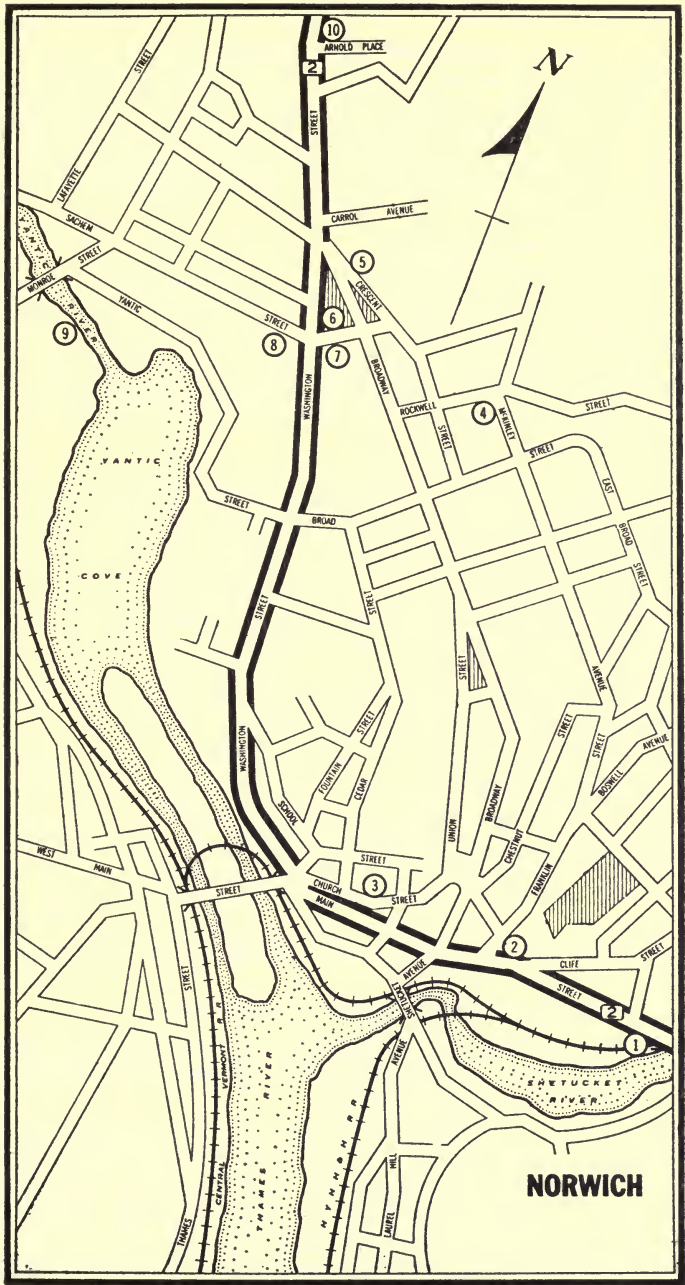 10
ARNOLD PLACE
2
N
STREET
STREET
LAFAYETTE
SACHEM
CARROL AVENUE
YANTIC
RIVER
MONROE STREET
YANTIC
5
CRESCENT
6
STREET
9
8
7
WASHINGTON
BROADWAY
ROCKWELL
STREET
4
MCKINLEY
STREET
STREET
YANTIC
EAST
STREET
BROAD
BROAD
STREET
COVE
STREET
STREET
STREET
AVENUE
STREET
STREET
STREET
AVENUE
BOSWELL
WASHINGTON
FOUNTAIN
CEDAR
SCHOOL
UNION
BROADWAY
CHESTNUT
WEST MAIN
STREET
STREET
CHURCH
3
STREET
MAIN
FRANKLIN
2
CLIFF
STREET
AVENUE
STREET
STREET
SHETUCKET
2
1
AVENUE
SHETUCKET
RIVER
CENTRAL VERMONT R R
THAMES RIVER
N Y N H & H R R
HILL
LAUREL
THAMES
NORWICH